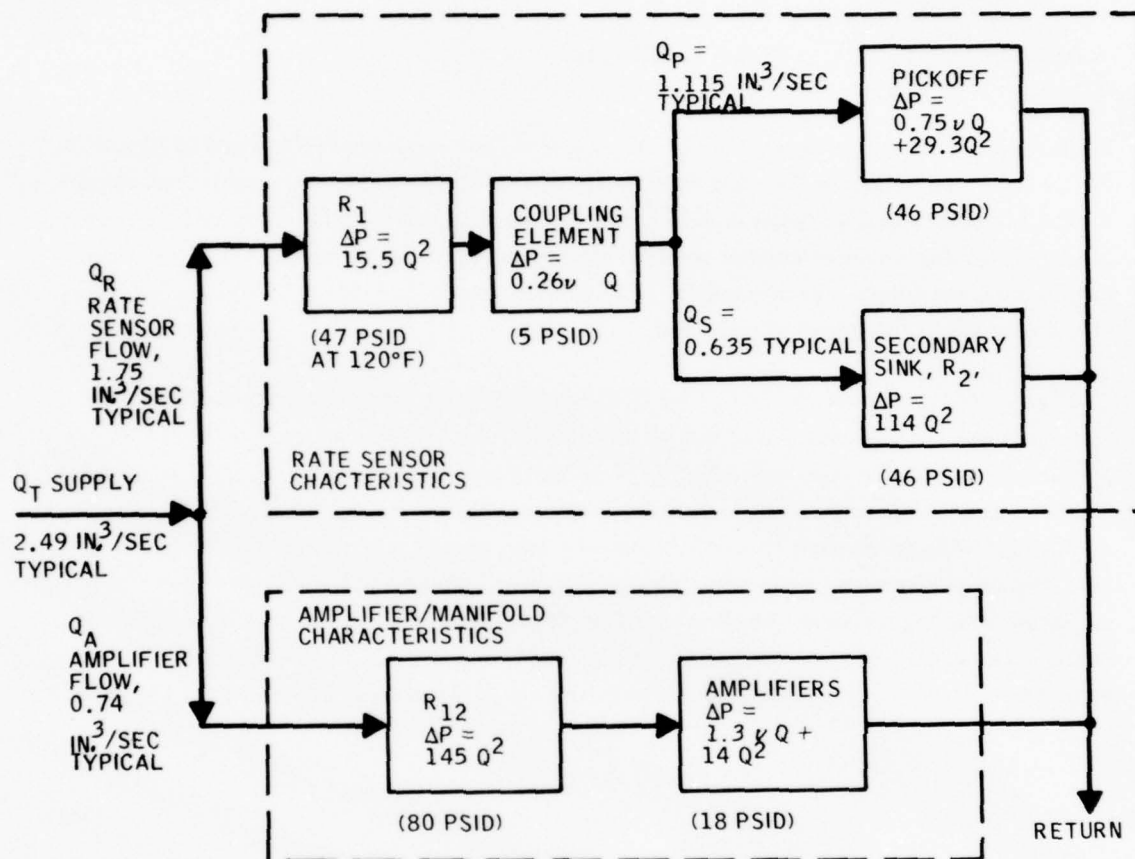 Q_P =
1.115 IN.³/SEC
TYPICAL
PICKOFF
ΔP =
0.75 ν Q
+29.3Q²
(46 PSID)
R₁
ΔP =
15.5 Q²
(47 PSID
AT 120°F)
COUPLING
ELEMENT
ΔP =
0.26ν Q
(5 PSID)
Q_R
RATE
SENSOR
FLOW,
1.75
IN.³/SEC
TYPICAL
Q_S =
0.635 TYPICAL
SECONDARY
SINK, R₂,
ΔP =
114 Q²
(46 PSID)
RATE SENSOR
CHACTERISTICS
Q_T SUPPLY
2.49 IN.³/SEC
TYPICAL
Q_A
AMPLIFIER
FLOW,
0.74
IN.³/SEC
TYPICAL
AMPLIFIER/MANIFOLD
CHARACTERISTICS
R₁₂
ΔP =
145 Q²
(80 PSID)
AMPLIFIERS
ΔP =
1.3 ν Q +
14 Q²
(18 PSID)
RETURN